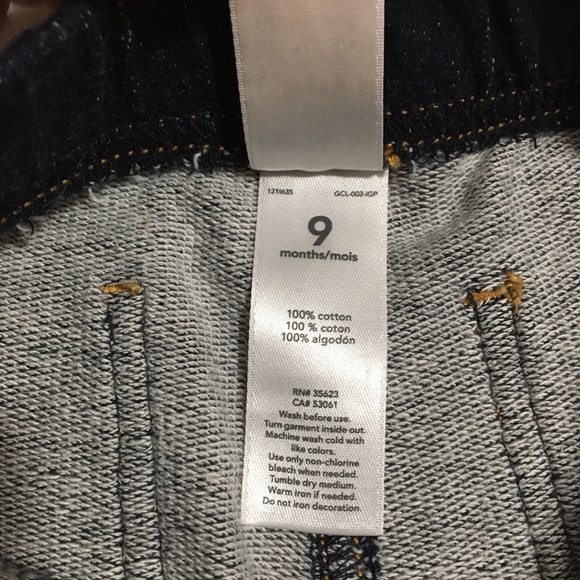 121I635 GCL-002-IGP
9
months/mois
100% cotton
100 % coton
100% algodón
RN# 35623
CA# 53061
Wash before use.
Turn garment inside out.
Machine wash cold with
like colors.
Use only non-chlorine
bleach when needed.
Tumble dry medium.
Warm iron if needed.
Do not iron decoration.